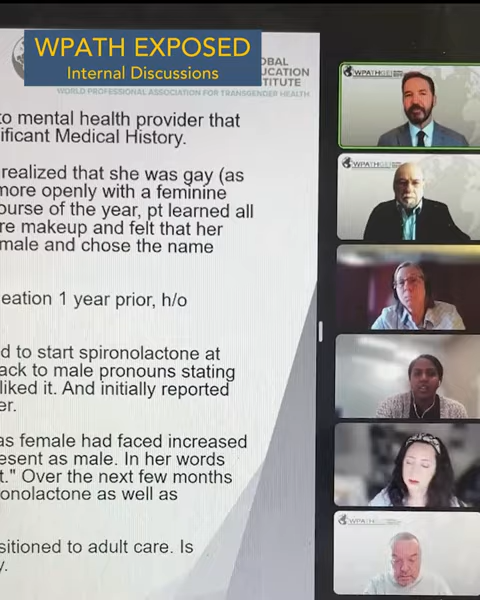 WPATH EXPOSED
Internal Discussions
OBAL
UCATION
TITUTE
WORLD PROFESSIONAL ASSOCIATION FOR TRANSGENDER HEALTH
to mental health provider that
ificant Medical History.
realized that she was gay (as
more openly with a feminine
ourse of the year, pt learned all
re makeup and felt that her
male and chose the name
eation 1 year prior, h/o
d to start spironolactone at
ack to male pronouns stating
liked it. And initially reported
er.
as female had faced increased
esent as male. In her words
t." Over the next few months
onolactone as well as
sitioned to adult care. Is
y.
WPATHGEI
WPATHGEI
WPATH